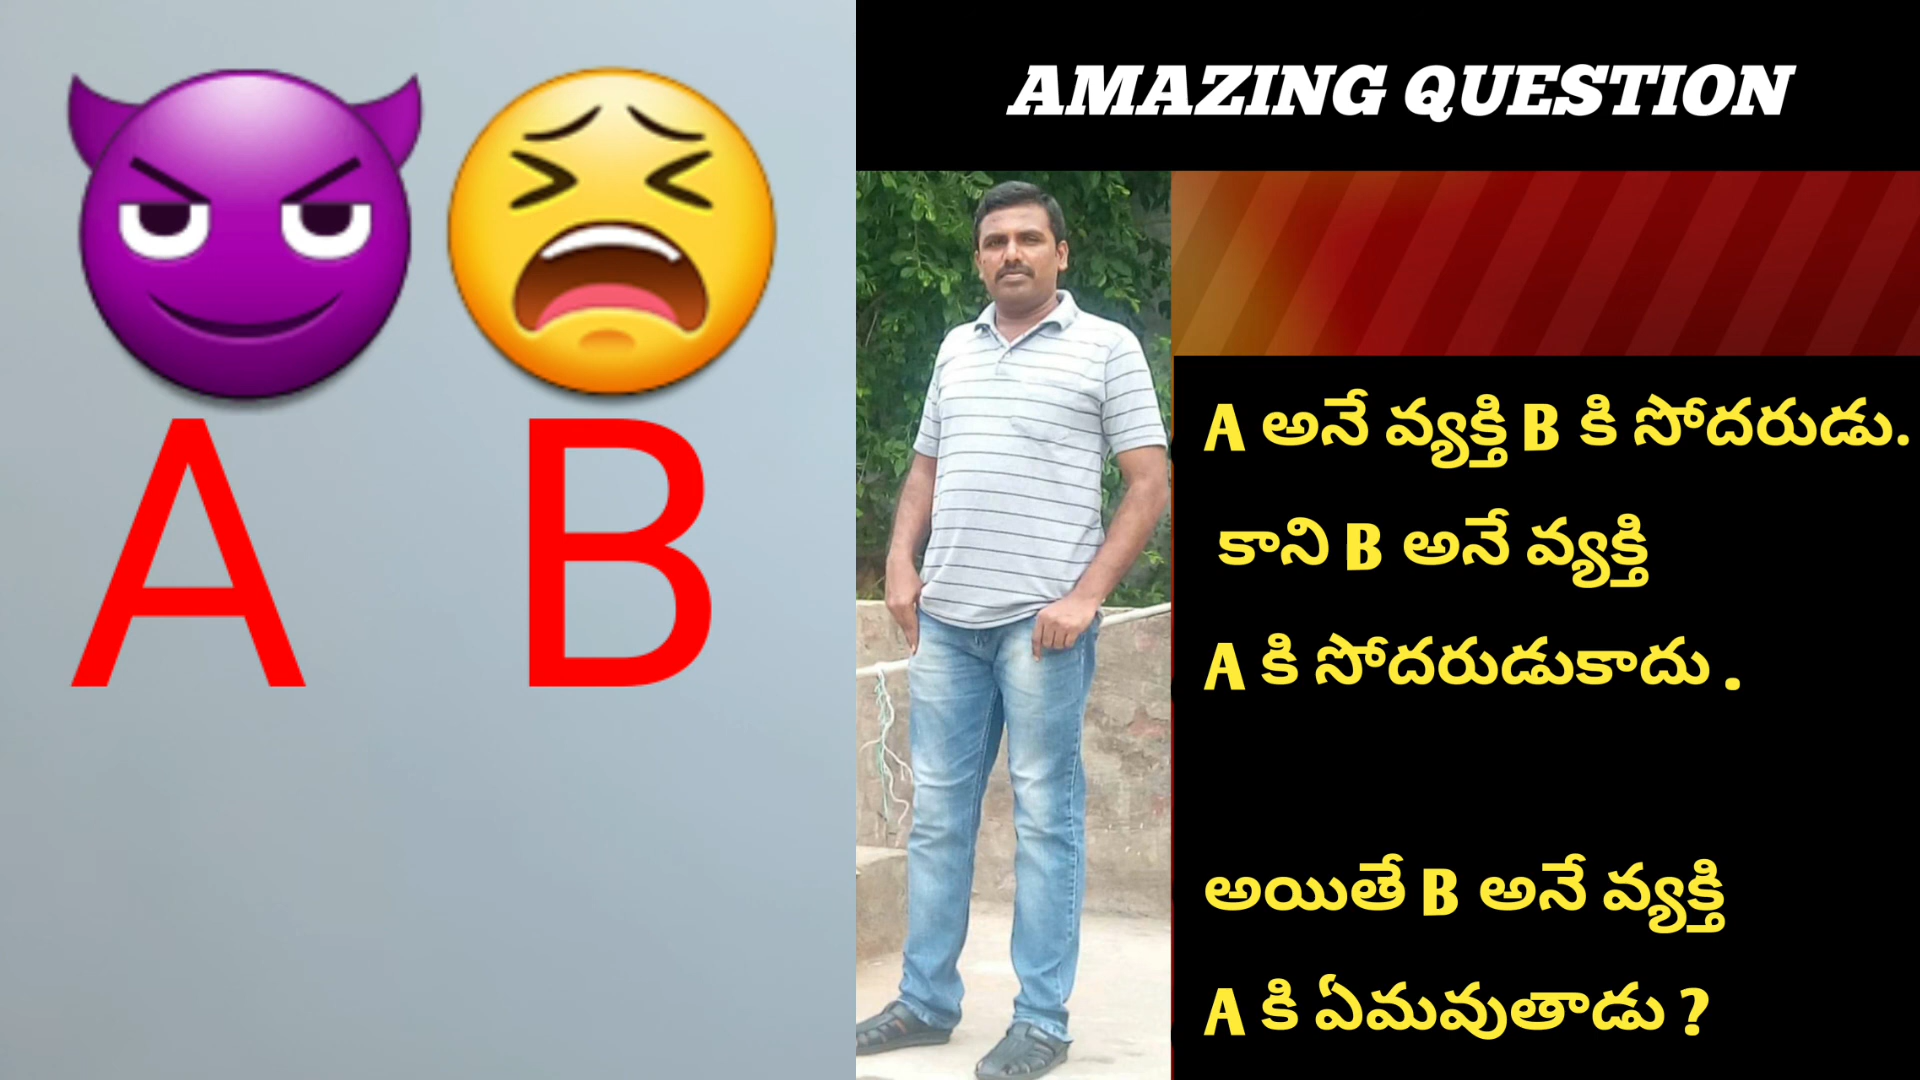 A B
AMAZING QUESTION
A అనే వ్యక్తి B కి సోదరుడు.
కాని B అనే వ్యక్తి
A కి సోదరుడుకాదు .
అయితే B అనే వ్యక్తి
A కి ఏమవుతాడు ?